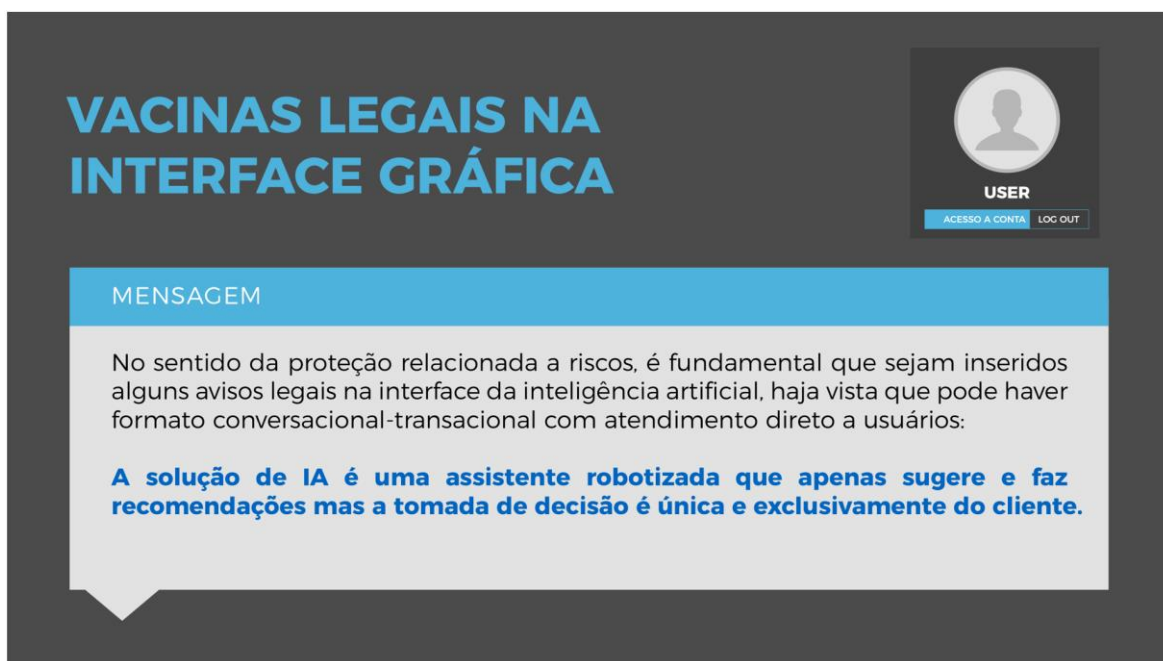 VACINAS LEGAIS NA
INTERFACE GRÁFICA
USER
ACESSO A CONTA LOG OUT
MENSAGEM
No sentido da proteção relacionada a riscos, é fundamental que sejam inseridos
alguns avisos legais na interface da inteligência artificial, haja vista que pode haver
formato conversacional-transacional com atendimento direto a usuários:
A solução de IA é uma assistente robotizada que apenas sugere e faz
recomendações mas a tomada de decisão é única e exclusivamente do cliente.